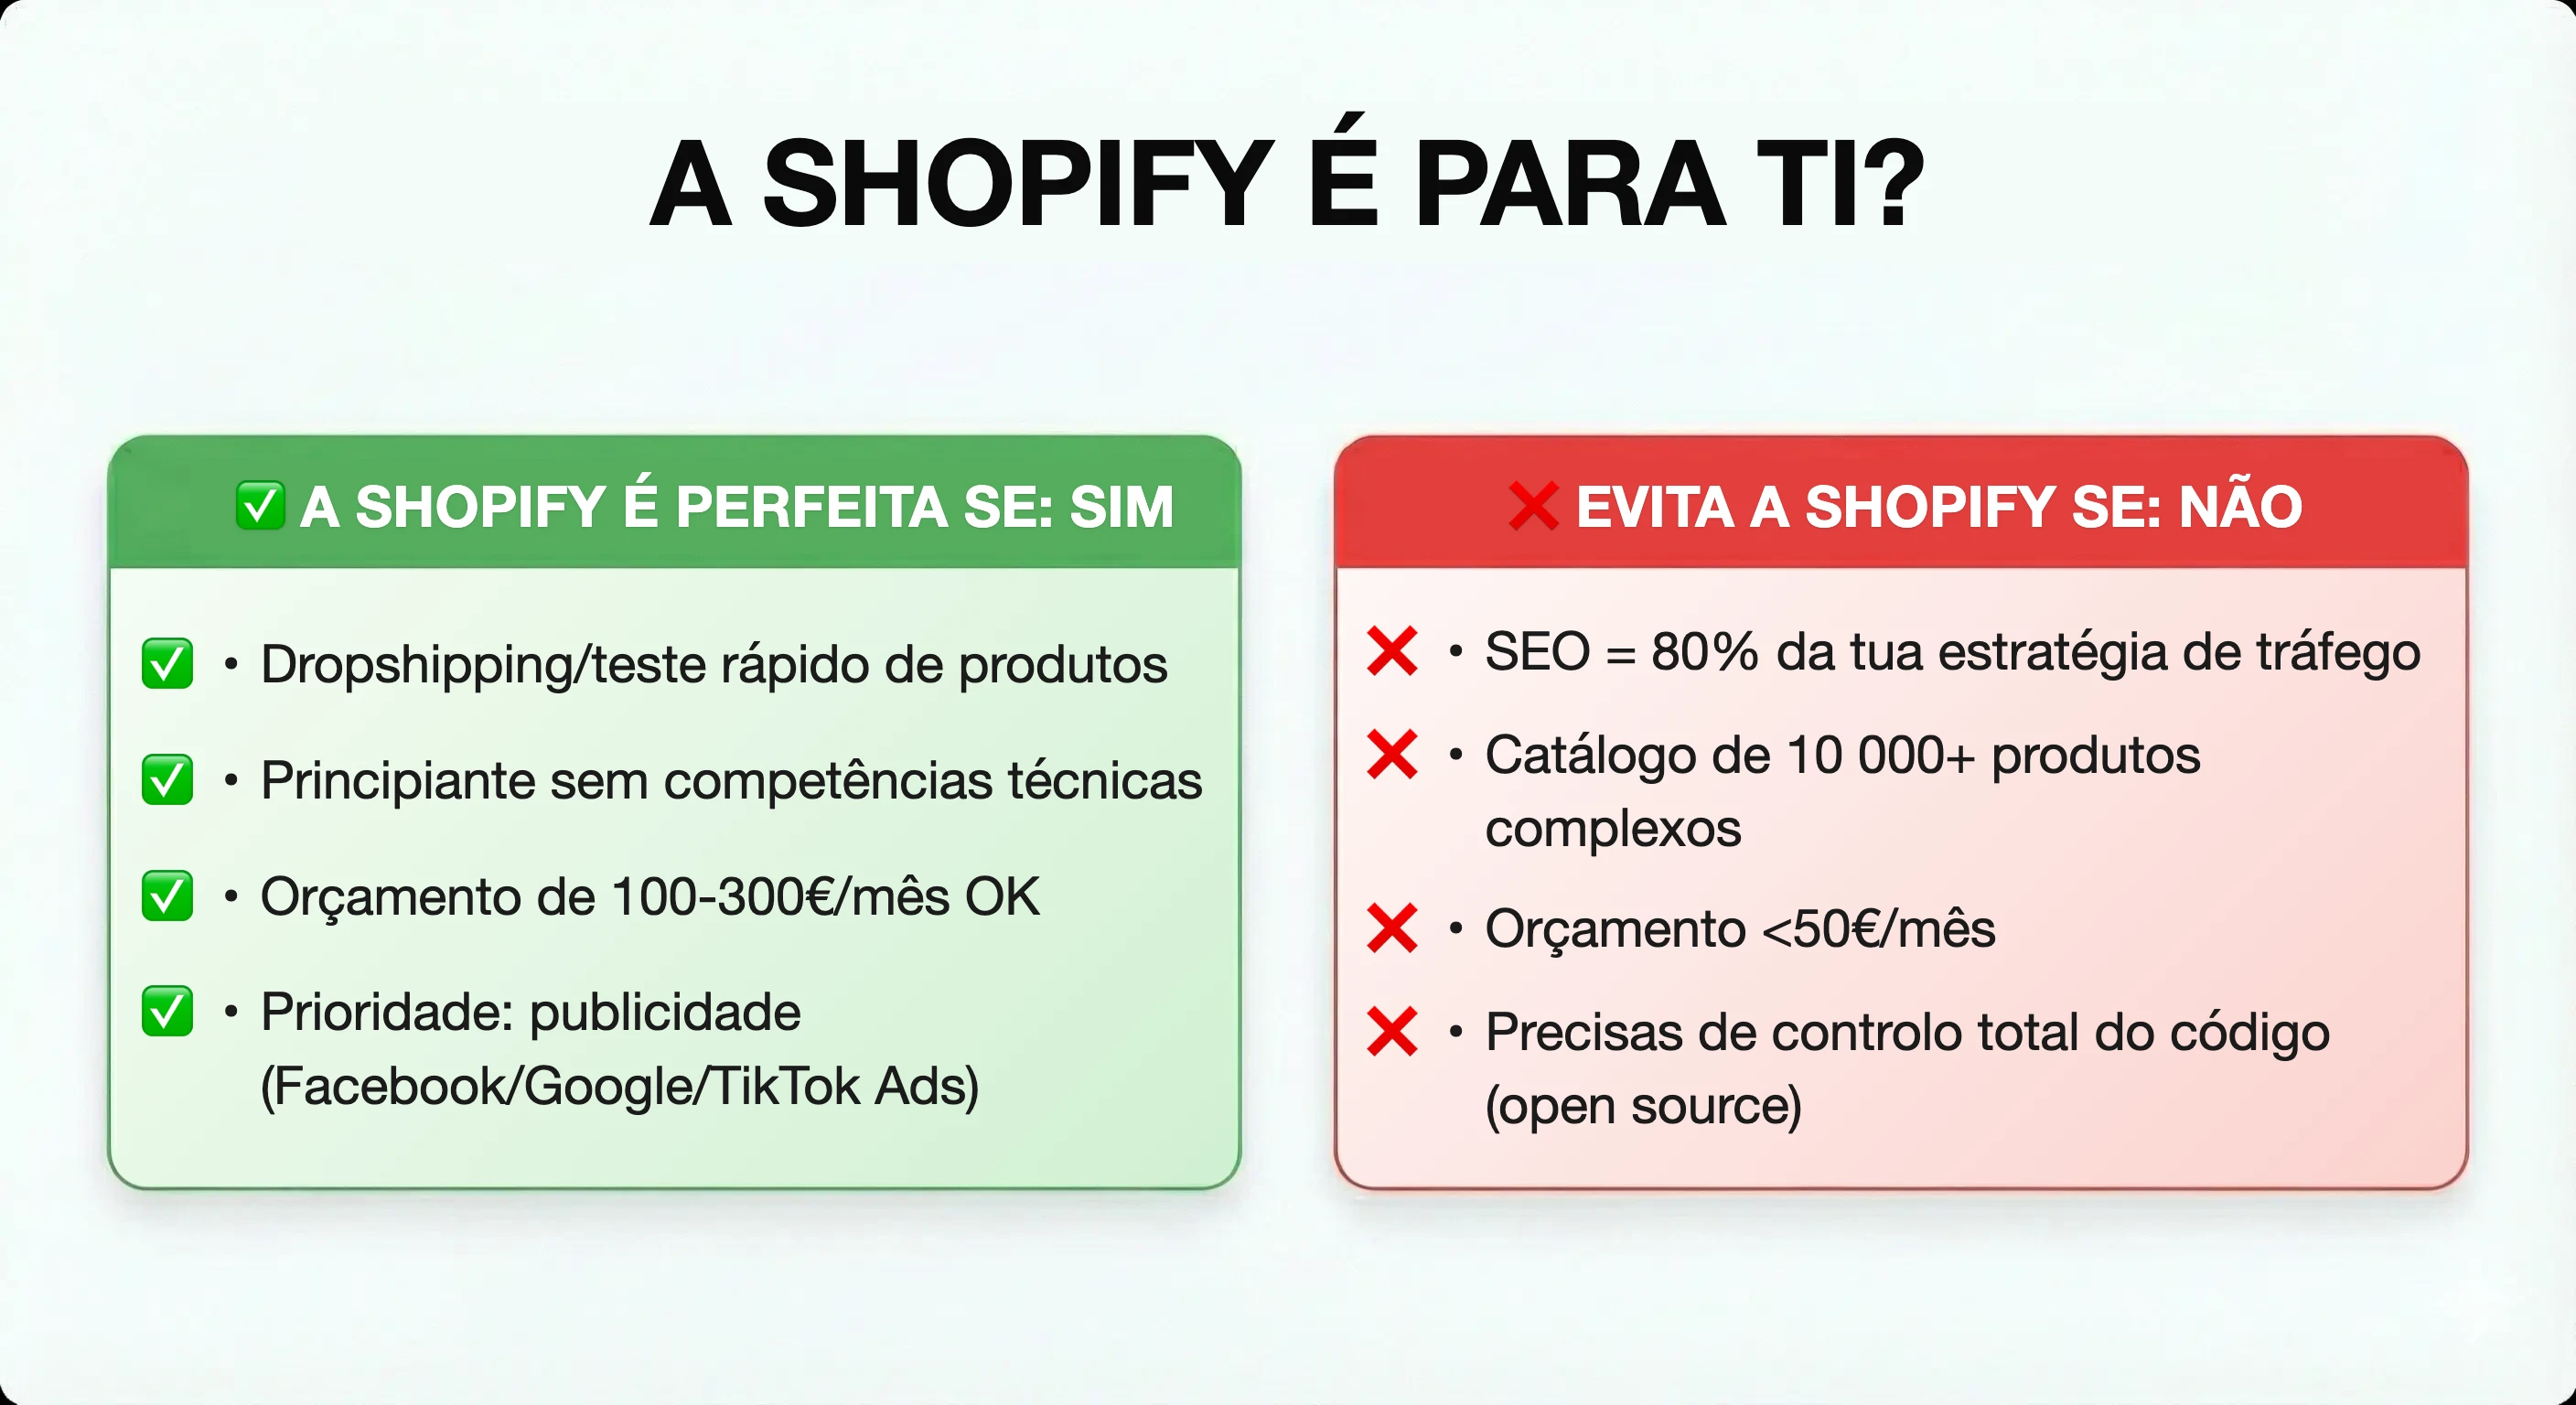 A SHOPIFY É PARA TI?
✅ A SHOPIFY É PERFEITA SE: SIM
✅ • Dropshipping/teste rápido de produtos
✅ • Principiante sem competências técnicas
✅ • Orçamento de 100-300€/mês OK
✅ • Prioridade: publicidade
(Facebook/Google/TikTok Ads)
❌ EVITA A SHOPIFY SE: NÃO
❌ • SEO = 80% da tua estratégia de tráfego
❌ • Catálogo de 10 000+ produtos
complexos
❌ • Orçamento <50€/mês
❌ • Precisas de controlo total do código
(open source)